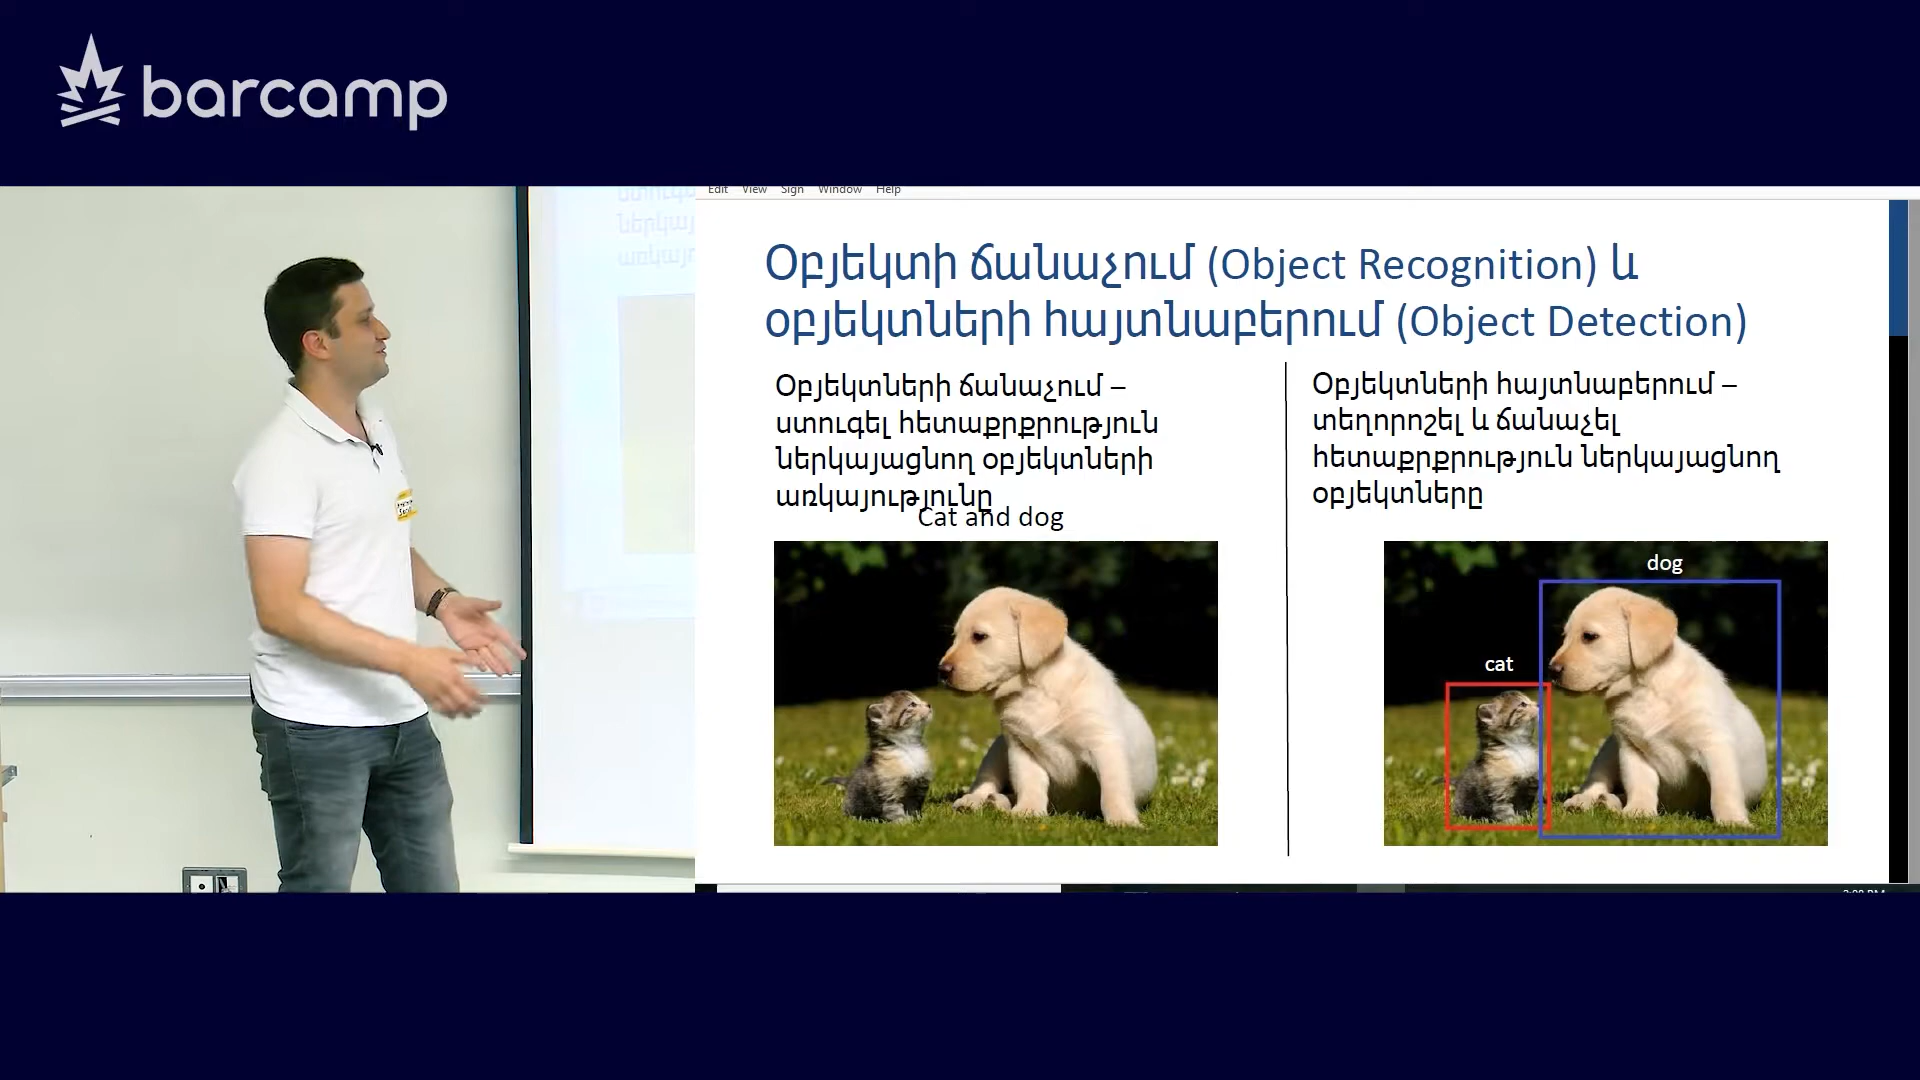 barcamp
Edit View Sign Window Help
Օբյեկտի ճանաչում (Object Recognition) և
օբյեկտների հայտնաբերում (Object Detection)
Օբյեկտների ճանաչում –
ստուգել հետաքրքրություն
ներկայացնող օբյեկտների
առկայությունը
Cat and dog
Օբյեկտների հայտնաբերում –
տեղորոշել և ճանաչել
հետաքրքրություն ներկայացնող
օբյեկտները
dog
cat